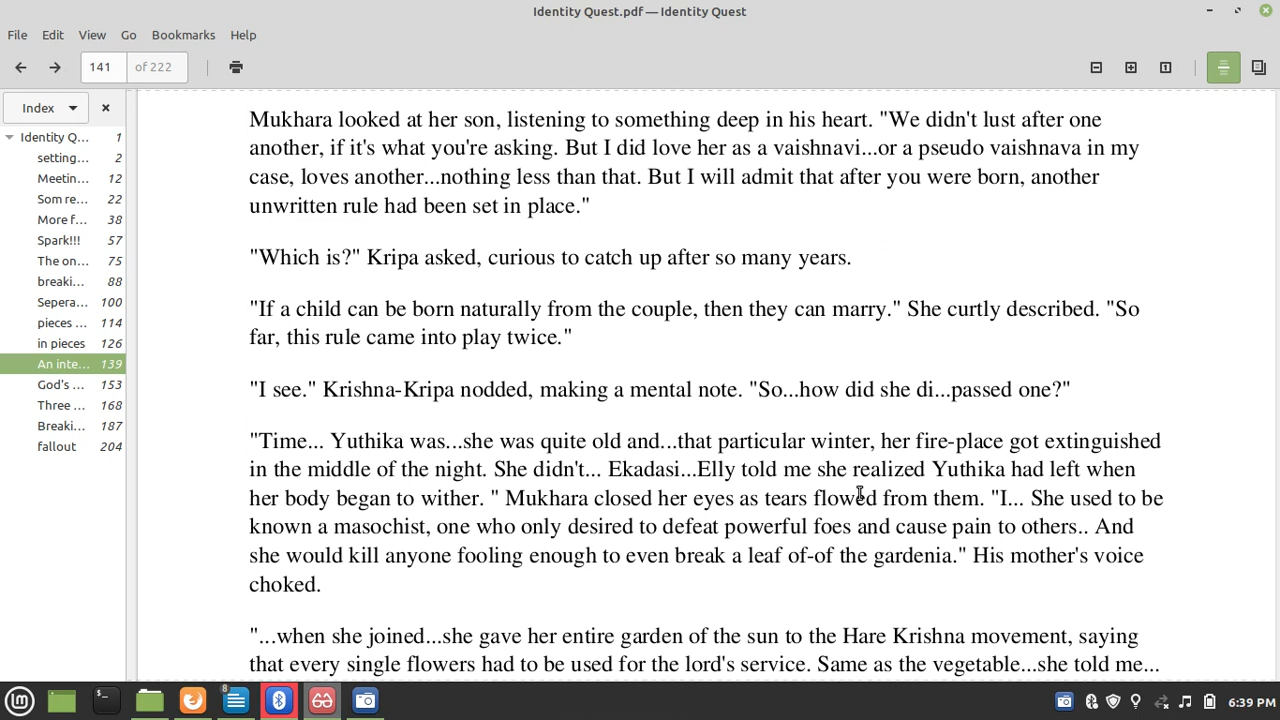 Identity Quest.pdf — Identity Quest
File Edit View Go Bookmarks Help
141 of 222
Index
Identity Q... 1
setting... 2
Meetin... 12
Som re... 22
More f... 38
Spark!!! 57
The on... 75
breaki... 88
Sepera... 100
pieces ... 114
in pieces 126
An inte... 139
God's ... 153
Three ... 168
Breaki... 187
fallout 204
Mukhara looked at her son, listening to something deep in his heart. "We didn't lust after one
another, if it's what you're asking. But I did love her as a vaishnavi...or a pseudo vaishnava in my
case, loves another...nothing less than that. But I will admit that after you were born, another
unwritten rule had been set in place."
"Which is?" Kripa asked, curious to catch up after so many years.
"If a child can be born naturally from the couple, then they can marry." She curtly described. "So
far, this rule came into play twice."
"I see." Krishna-Kripa nodded, making a mental note. "So...how did she di...passed one?"
"Time... Yuthika was...she was quite old and...that particular winter, her fire-place got extinguished
in the middle of the night. She didn't... Ekadasi...Elly told me she realized Yuthika had left when
her body began to wither. " Mukhara closed her eyes as tears flowed from them. "I... She used to be
known a masochist, one who only desired to defeat powerful foes and cause pain to others.. And
she would kill anyone fooling enough to even break a leaf of-of the gardenia." His mother's voice
choked.
"...when she joined...she gave her entire garden of the sun to the Hare Krishna movement, saying
that every single flowers had to be used for the lord's service. Same as the vegetable...she told me...
8
6:39 PM